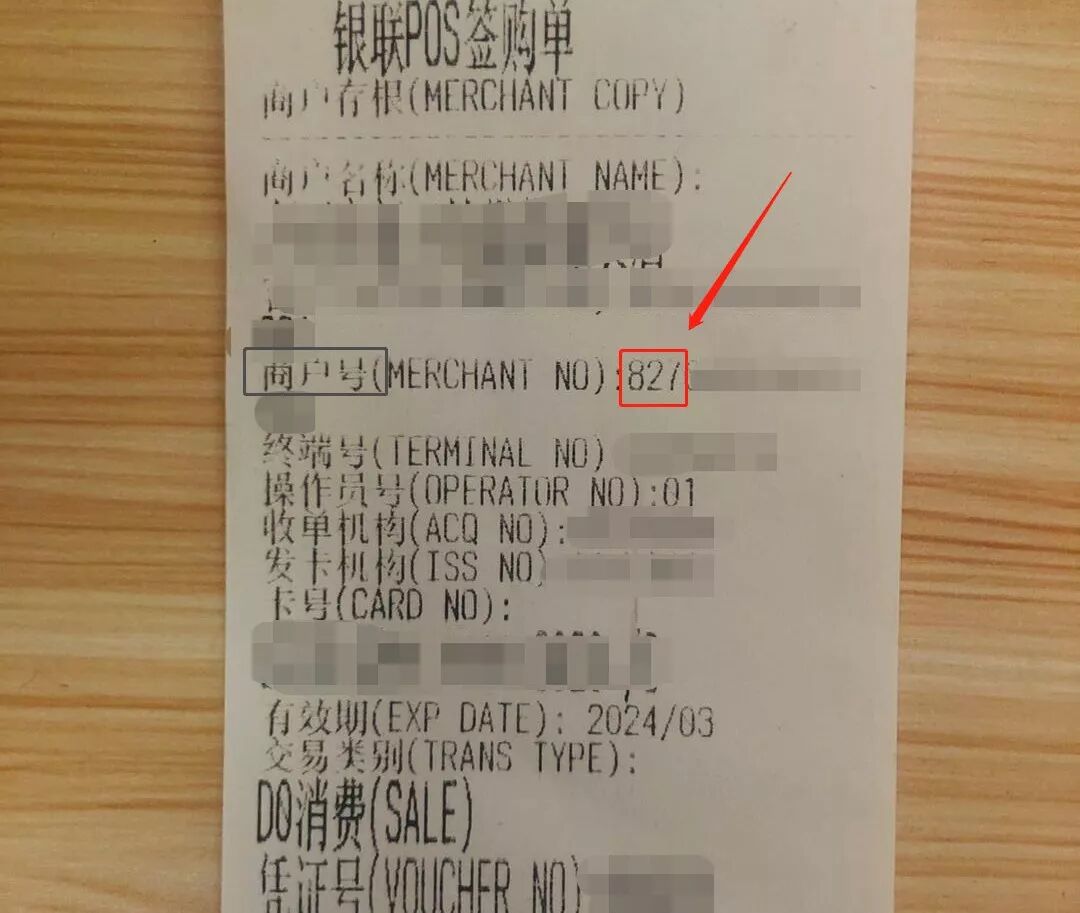 银联POS签购单
商户存根(MERCHANT COPY)
商户名称(MERCHANT NAME):
商户号(MERCHANT NO):827
终端号(TERMINAL NO)
操作员号(OPERATOR NO):01
收单机构(ACQ NO):
发卡机构(ISS NO)
卡号(CARD NO):
有效期(EXP DATE): 2024/03
交易类别(TRANS TYPE):
D0消费(SALE)
凭证号(VOUCHER NO)